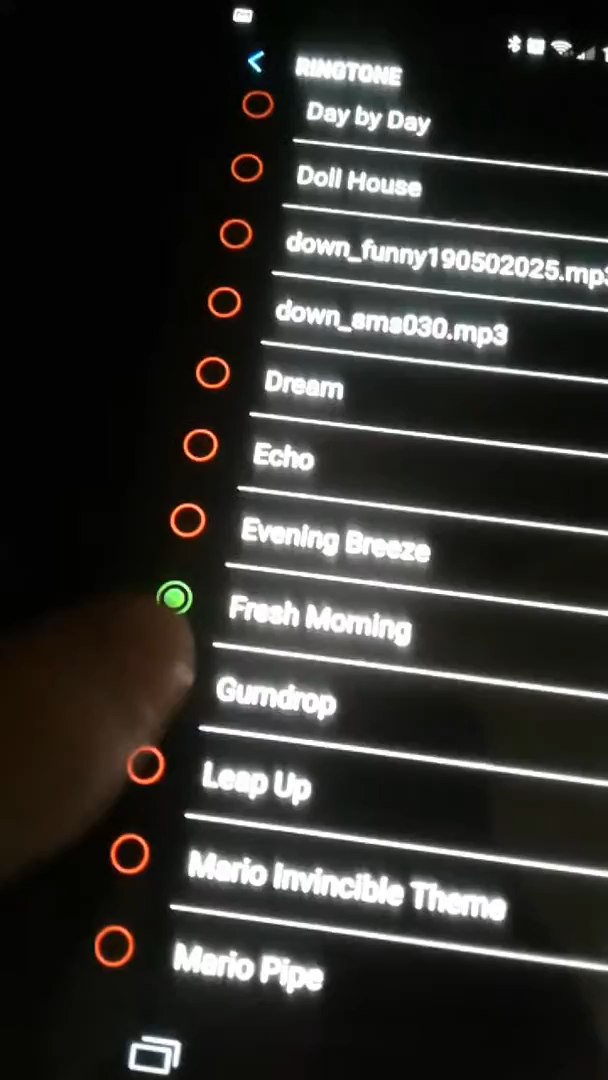 RINGTONE
Day by Day
Doll House
down_funny190502025.mp3
down_sms030.mp3
Dream
Echo
Evening Breeze
Fresh Morning
Gumdrop
Leap Up
Mario Invincible Theme
Mario Pipe